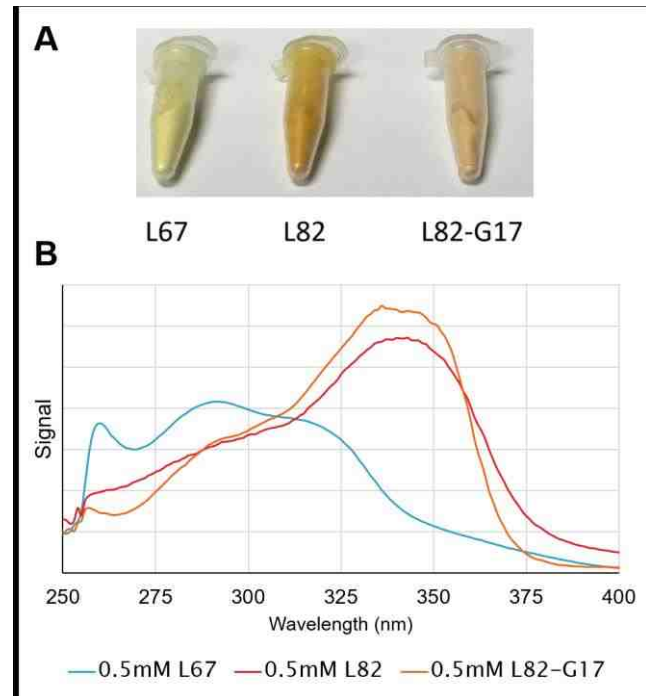 A
L67 L82 L82-G17
B
Signal
250 275 300 325 350 375 400
Wavelength (nm)
0.5mM L67 0.5mM L82 0.5mM L82-G17